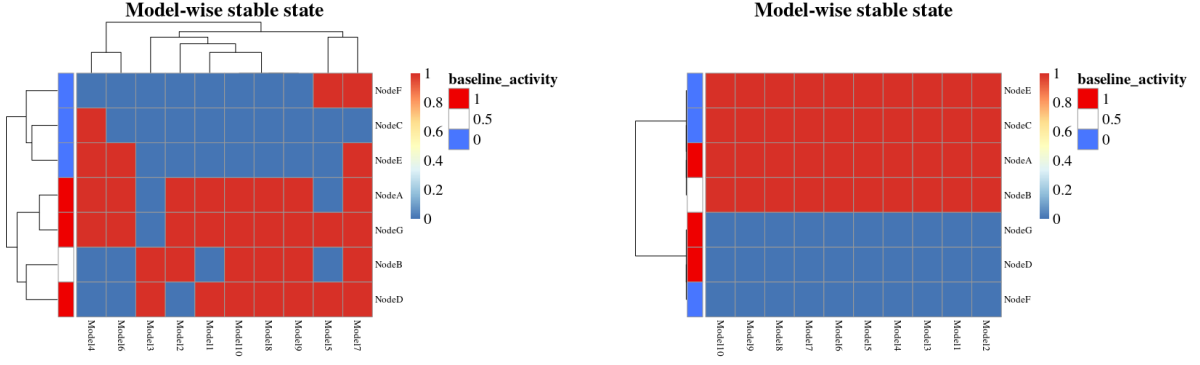 Model-wise stable state
NodeF
NodeC
NodeE
NodeA
NodeG
NodeB
NodeD
Model4
Model6
Model3
Model2
Model1
Model10
Model8
Model9
Model5
Model7
1
0.8
0.6
0.4
0.2
0
baseline_activity
1
0.5
0
Model-wise stable state
NodeE
NodeC
NodeA
NodeB
NodeG
NodeD
NodeF
Model10
Model9
Model8
Model7
Model6
Model5
Model4
Model3
Model1
Model2
1
0.8
0.6
0.4
0.2
0
baseline_activity
1
0.5
0